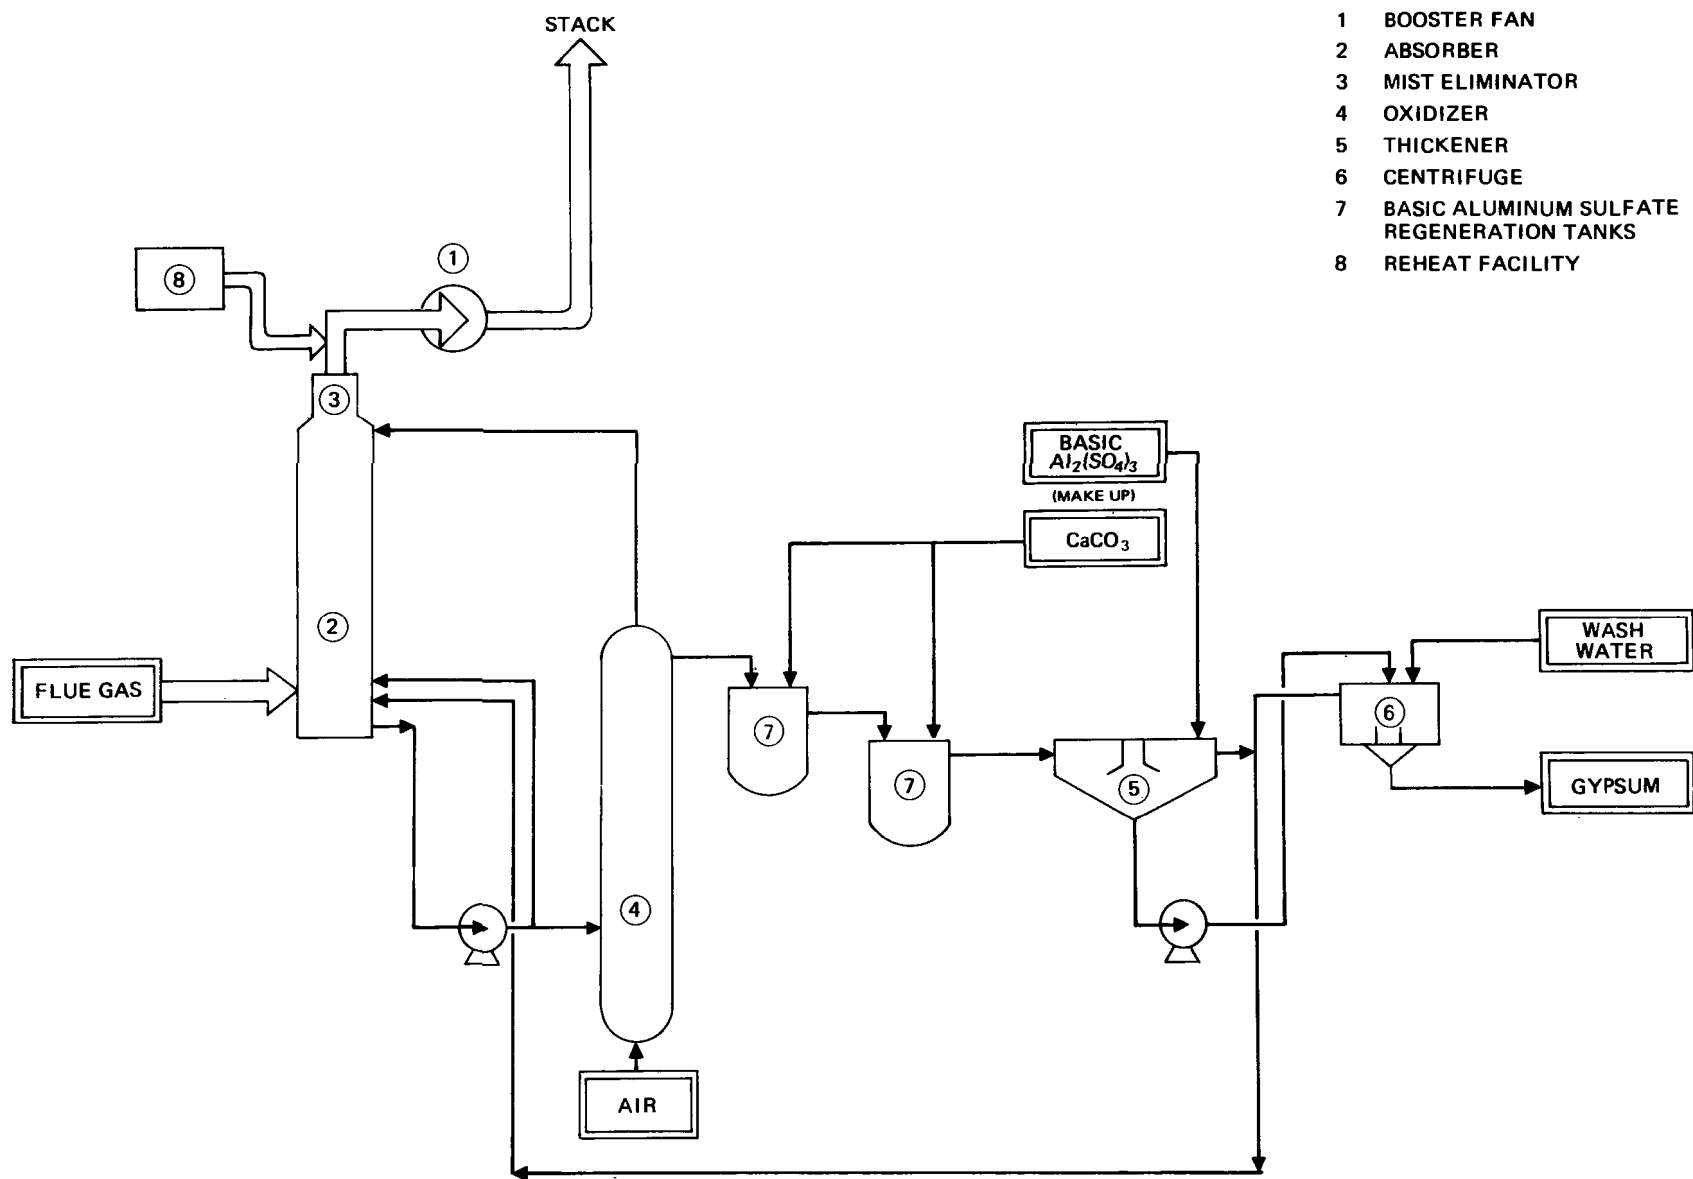 STACK
1 BOOSTER FAN
2 ABSORBER
3 MIST ELIMINATOR
4 OXIDIZER
5 THICKENER
6 CENTRIFUGE
7 BASIC ALUMINUM SULFATE
REGENERATION TANKS
8 REHEAT FACILITY
1
8
3
BASIC
Al₂(SO₄)₃
(MAKE UP)
CaCO₃
2
WASH
WATER
FLUE GAS
6
7
7
5
GYPSUM
4
AIR